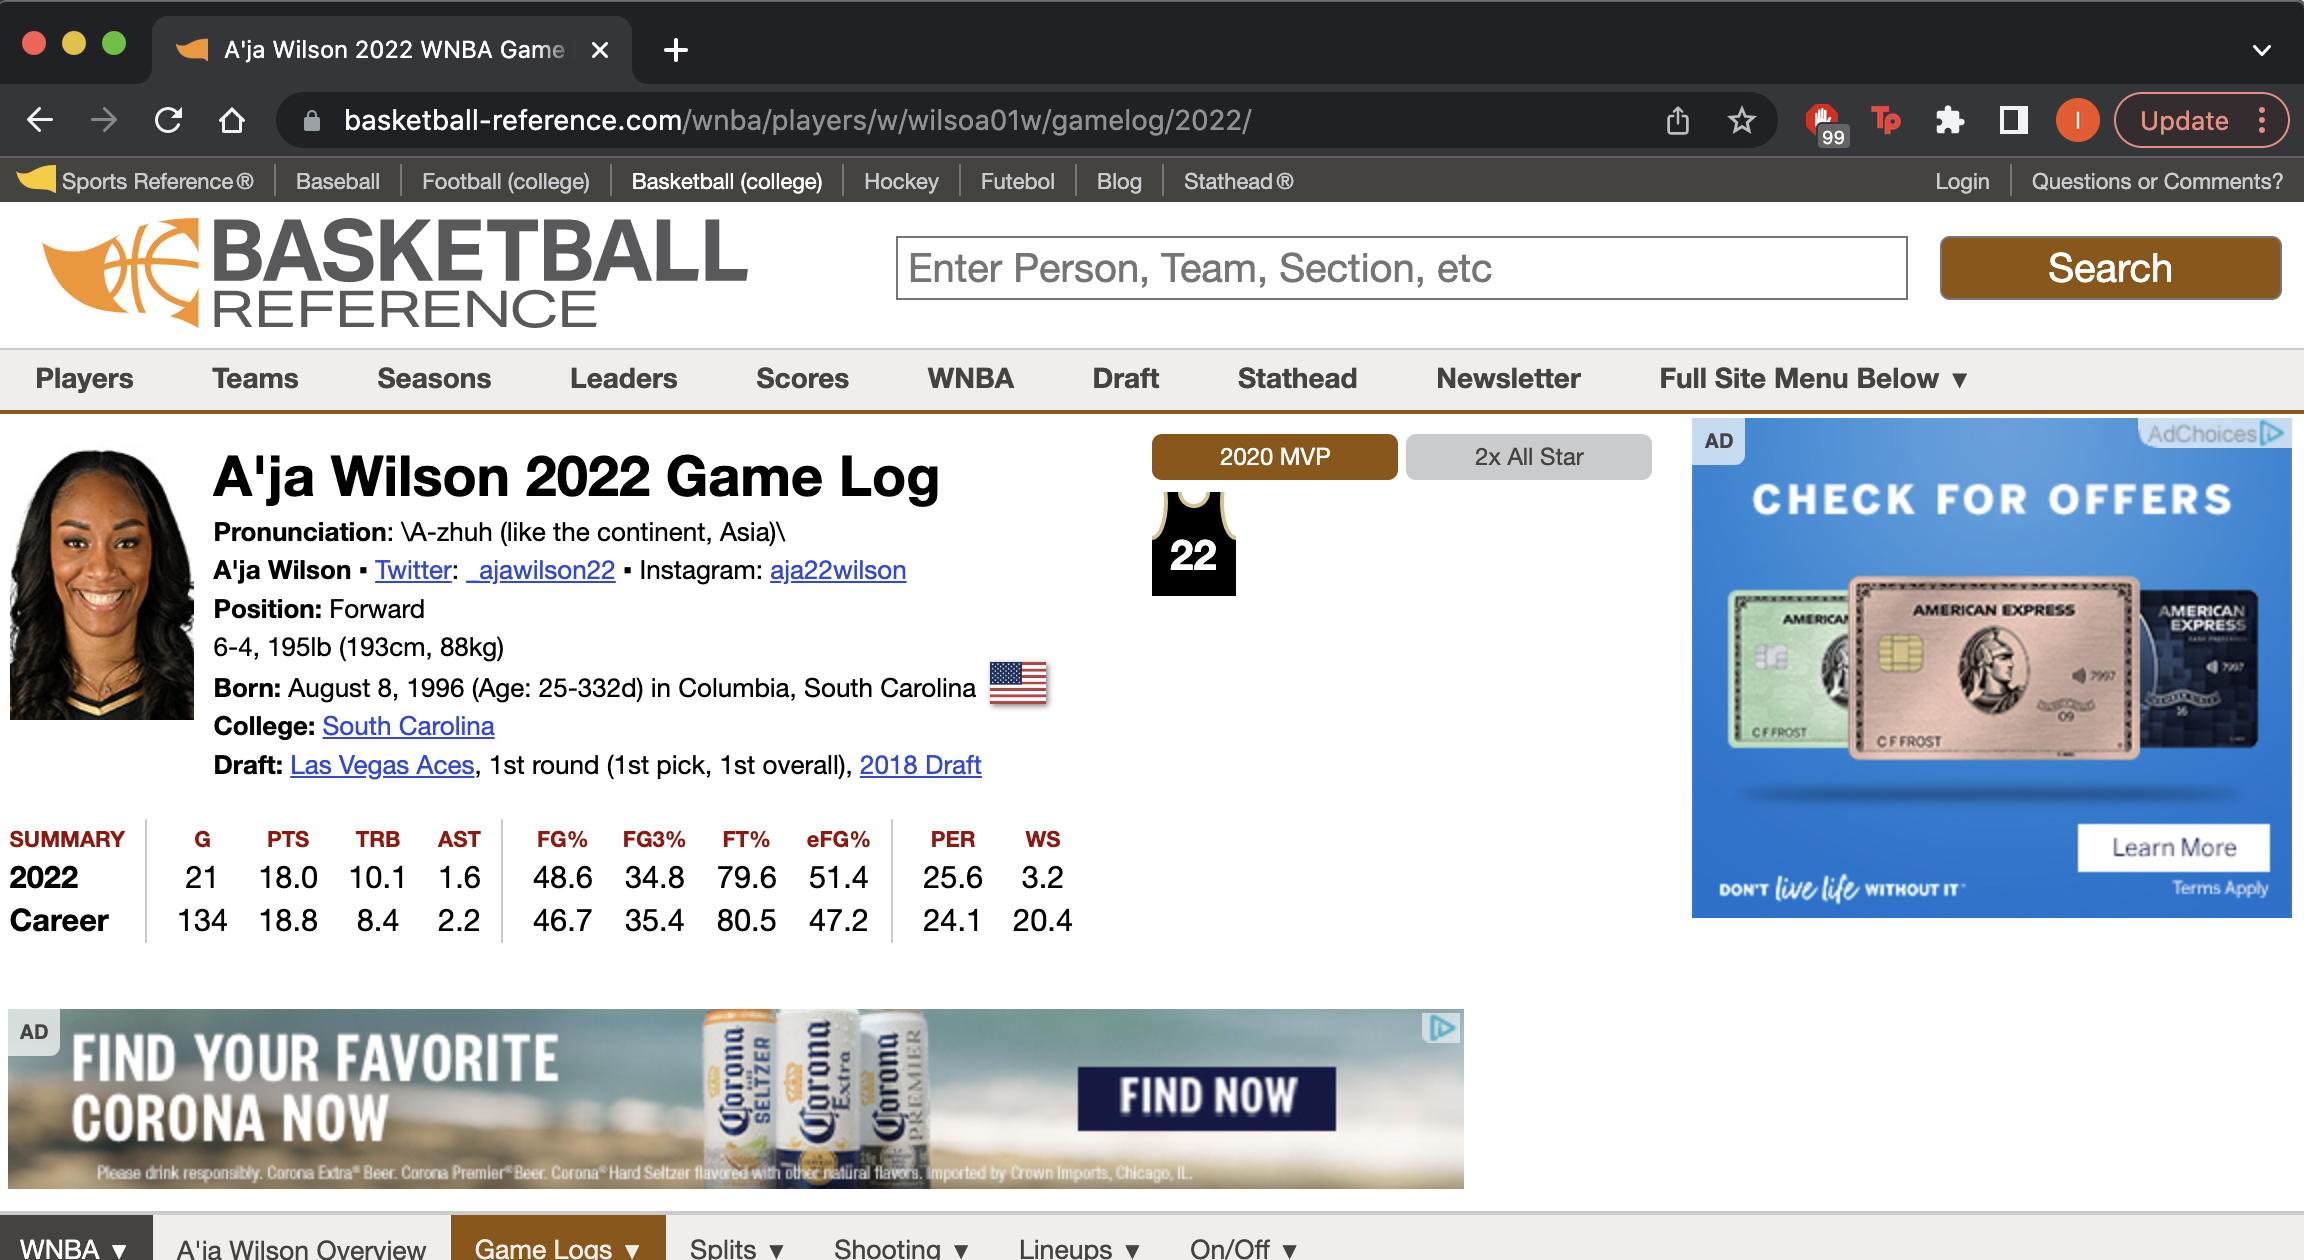 A'ja Wilson 2022 WNBA Game
basketball-reference.com/wnba/players/w/wilsoa01w/gamelog/2022/
99
Tp
I
Update
Sports Reference®
Baseball
Football (college)
Basketball (college)
Hockey
Futebol
Blog
Stathead®
Login
Questions or Comments?
BASKETBALL
REFERENCE
Enter Person, Team, Section, etc
Search
Players
Teams
Seasons
Leaders
Scores
WNBA
Draft
Stathead
Newsletter
Full Site Menu Below ▼
A'ja Wilson 2022 Game Log
Pronunciation: \A-zhuh (like the continent, Asia)\
A'ja Wilson ▪ Twitter: _ajawilson22 ▪ Instagram: aja22wilson
Position: Forward
6-4, 195lb (193cm, 88kg)
Born: August 8, 1996 (Age: 25-332d) in Columbia, South Carolina
College: South Carolina
Draft: Las Vegas Aces, 1st round (1st pick, 1st overall), 2018 Draft
2020 MVP
2x All Star
22
AD
AdChoices
CHECK FOR OFFERS
AMERICAN EXPRESS
C F FROST
09
AMERICAN
C F FROST
AMERICAN
EXPRESS
7997
16
7997
Learn More
DON'T live life WITHOUT IT
Terms Apply
SUMMARY G PTS TRB AST FG% FG3% FT% eFG% PER WS
2022 21 18.0 10.1 1.6 48.6 34.8 79.6 51.4 25.6 3.2
Career 134 18.8 8.4 2.2 46.7 35.4 80.5 47.2 24.1 20.4
AD
FIND YOUR FAVORITE
CORONA NOW
Corona
SELTZER
Corona
Extra
Corona
PREMIER
FIND NOW
Please drink responsibly. Corona Extra® Beer. Corona Premier® Beer. Corona® Hard Seltzer flavored with other natural flavors. Imported by Crown Imports, Chicago, IL.
WNBA ▼
A'ja Wilson Overview
Game Logs ▼
Splits ▼
Shooting ▼
Lineups ▼
On/Off ▼